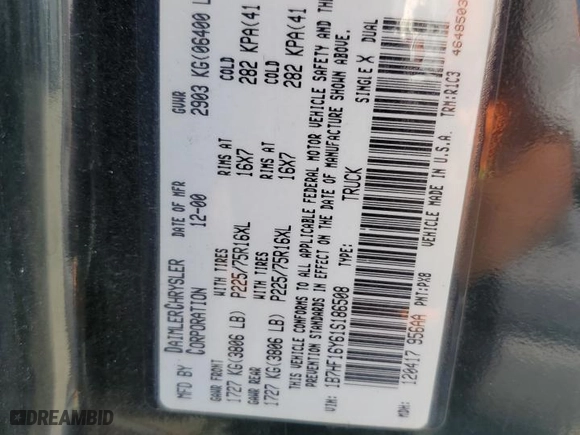 MFD BY DAIMLERCHRYSLER CORPORATION
DATE OF MFR 12-00
GVWR 2903 KG(06400 L
GAWR FRONT WITH TIRES RIMS AT COLD
1727 KG(3806 LB) P225/75R16XL 16X7 282 KPA(41
GAWR REAR WITH TIRES RIMS AT COLD
1727 KG(3806 LB) P225/75R16XL 16X7 282 KPA(41
THIS VEHICLE CONFORMS TO ALL APPLICABLE FEDERAL MOTOR VEHICLE SAFETY AND
PREVENTION STANDARDS IN EFFECT ON THE DATE OF MANUFACTURE SHOWN ABOVE.
VIN: 1B7HF16Y61S186508 TRUCK SINGLE X DUAL
MDH: 120417 956AA PNT:PX8 VEHICLE MADE IN U.S.A. TRM:R1C3 4648503
© DREAMBID